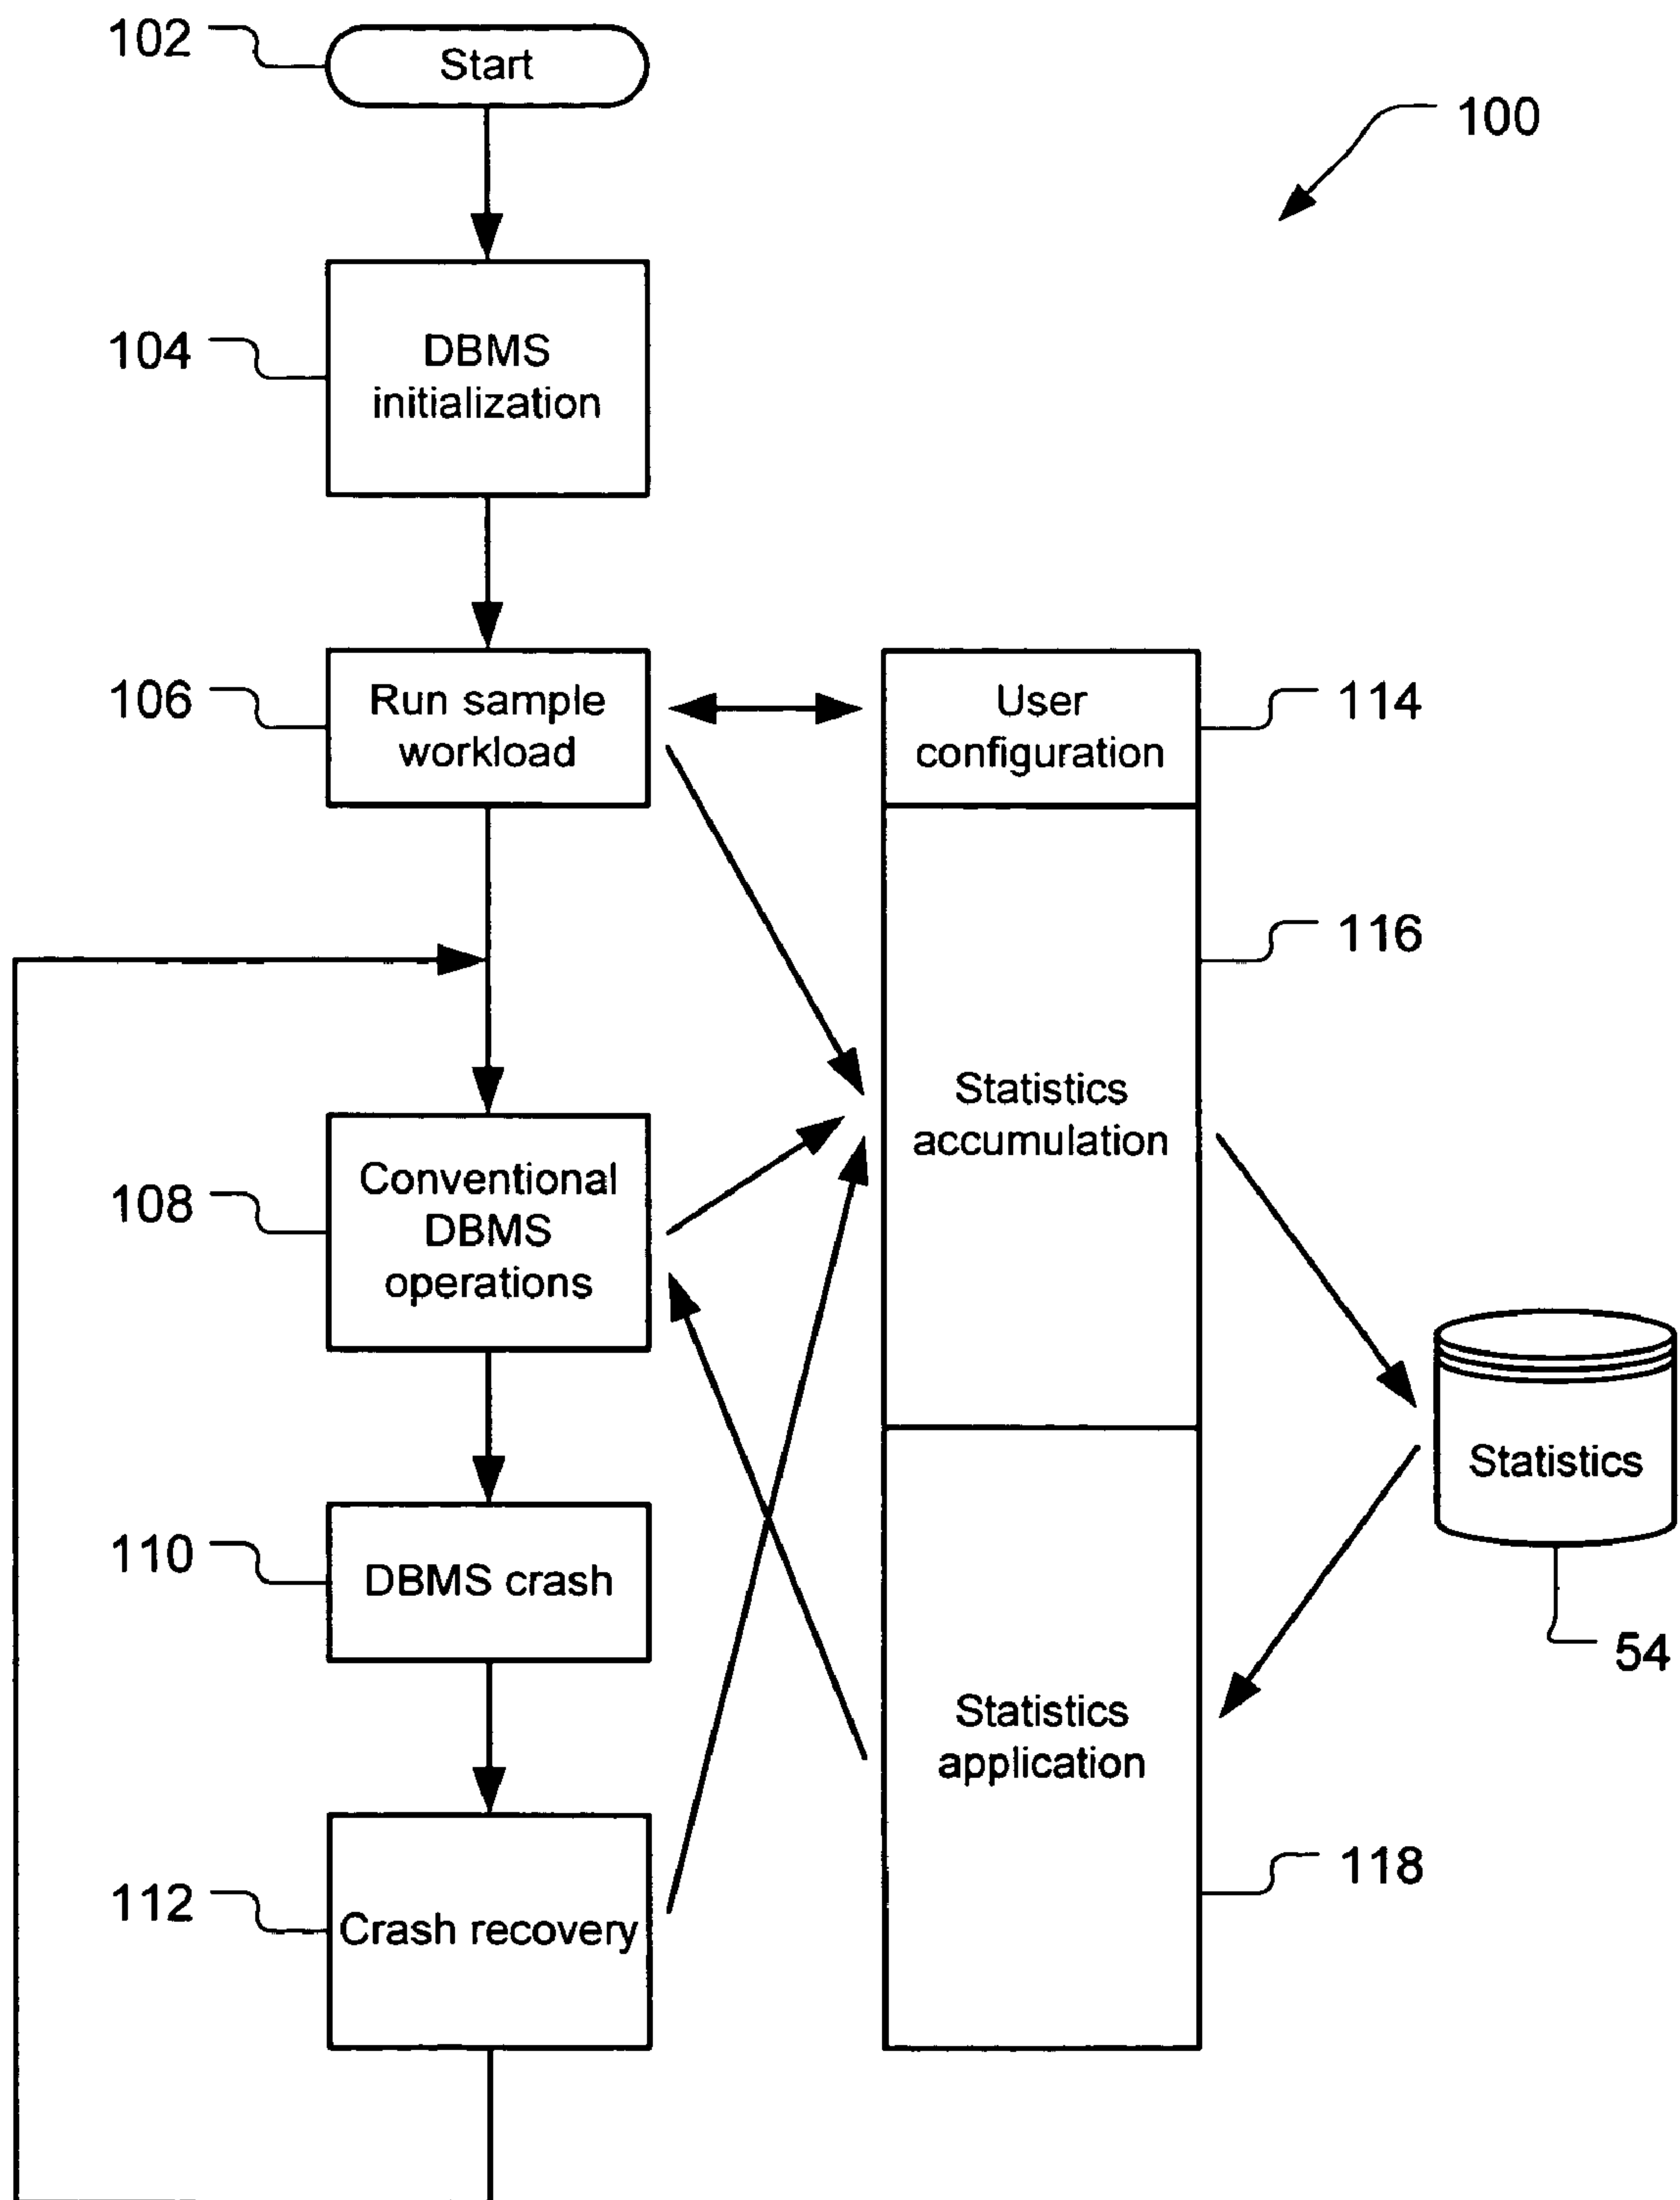 102
Start
100
104
DBMS
initialization
106
Run sample
workload
User
configuration
114
116
Statistics
accumulation
108
Conventional
DBMS
operations
Statistics
54
110
DBMS crash
Statistics
application
118
112
Crash recovery